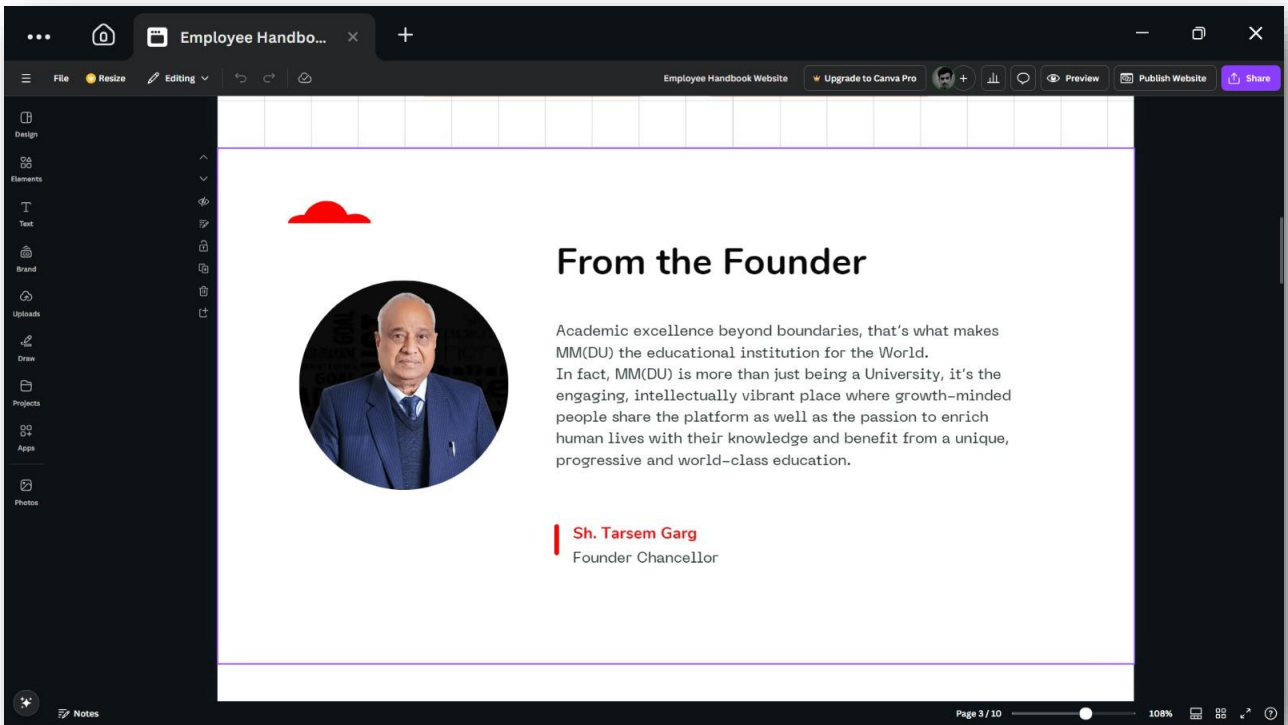 Employee Handbo...
File
Resize
Editing
Employee Handbook Website
Upgrade to Canva Pro
Preview
Publish Website
Share
Design
Elements
Text
Brand
Uploads
Draw
Projects
Apps
Photos
From the Founder
Academic excellence beyond boundaries, that's what makes
MM(DU) the educational institution for the World.
In fact, MM(DU) is more than just being a University, it's the
engaging, intellectually vibrant place where growth-minded
people share the platform as well as the passion to enrich
human lives with their knowledge and benefit from a unique,
progressive and world-class education.
Sh. Tarsem Garg
Founder Chancellor
Notes
Page 3 / 10
108%